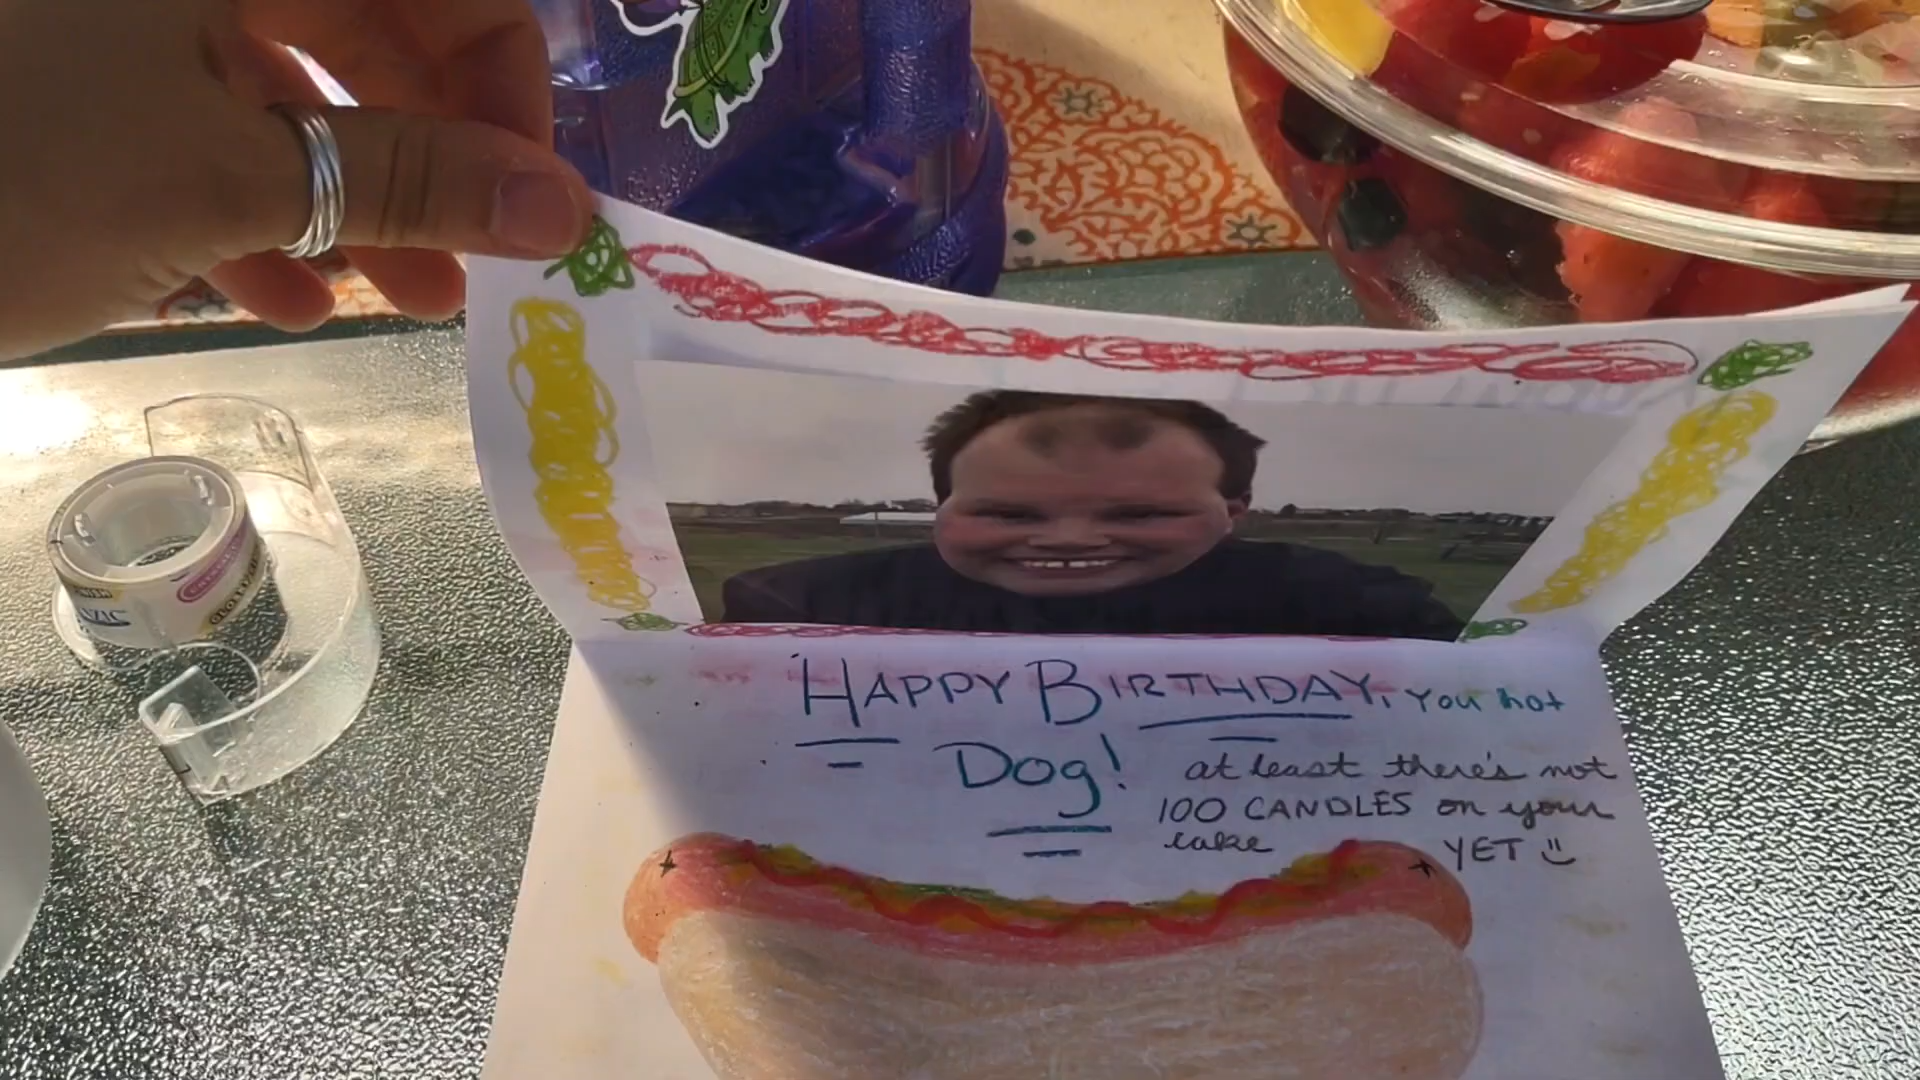 HAPPY BIRTHDAY, You hot
Dog!
at least there's not
100 CANDLES on your
cake YET